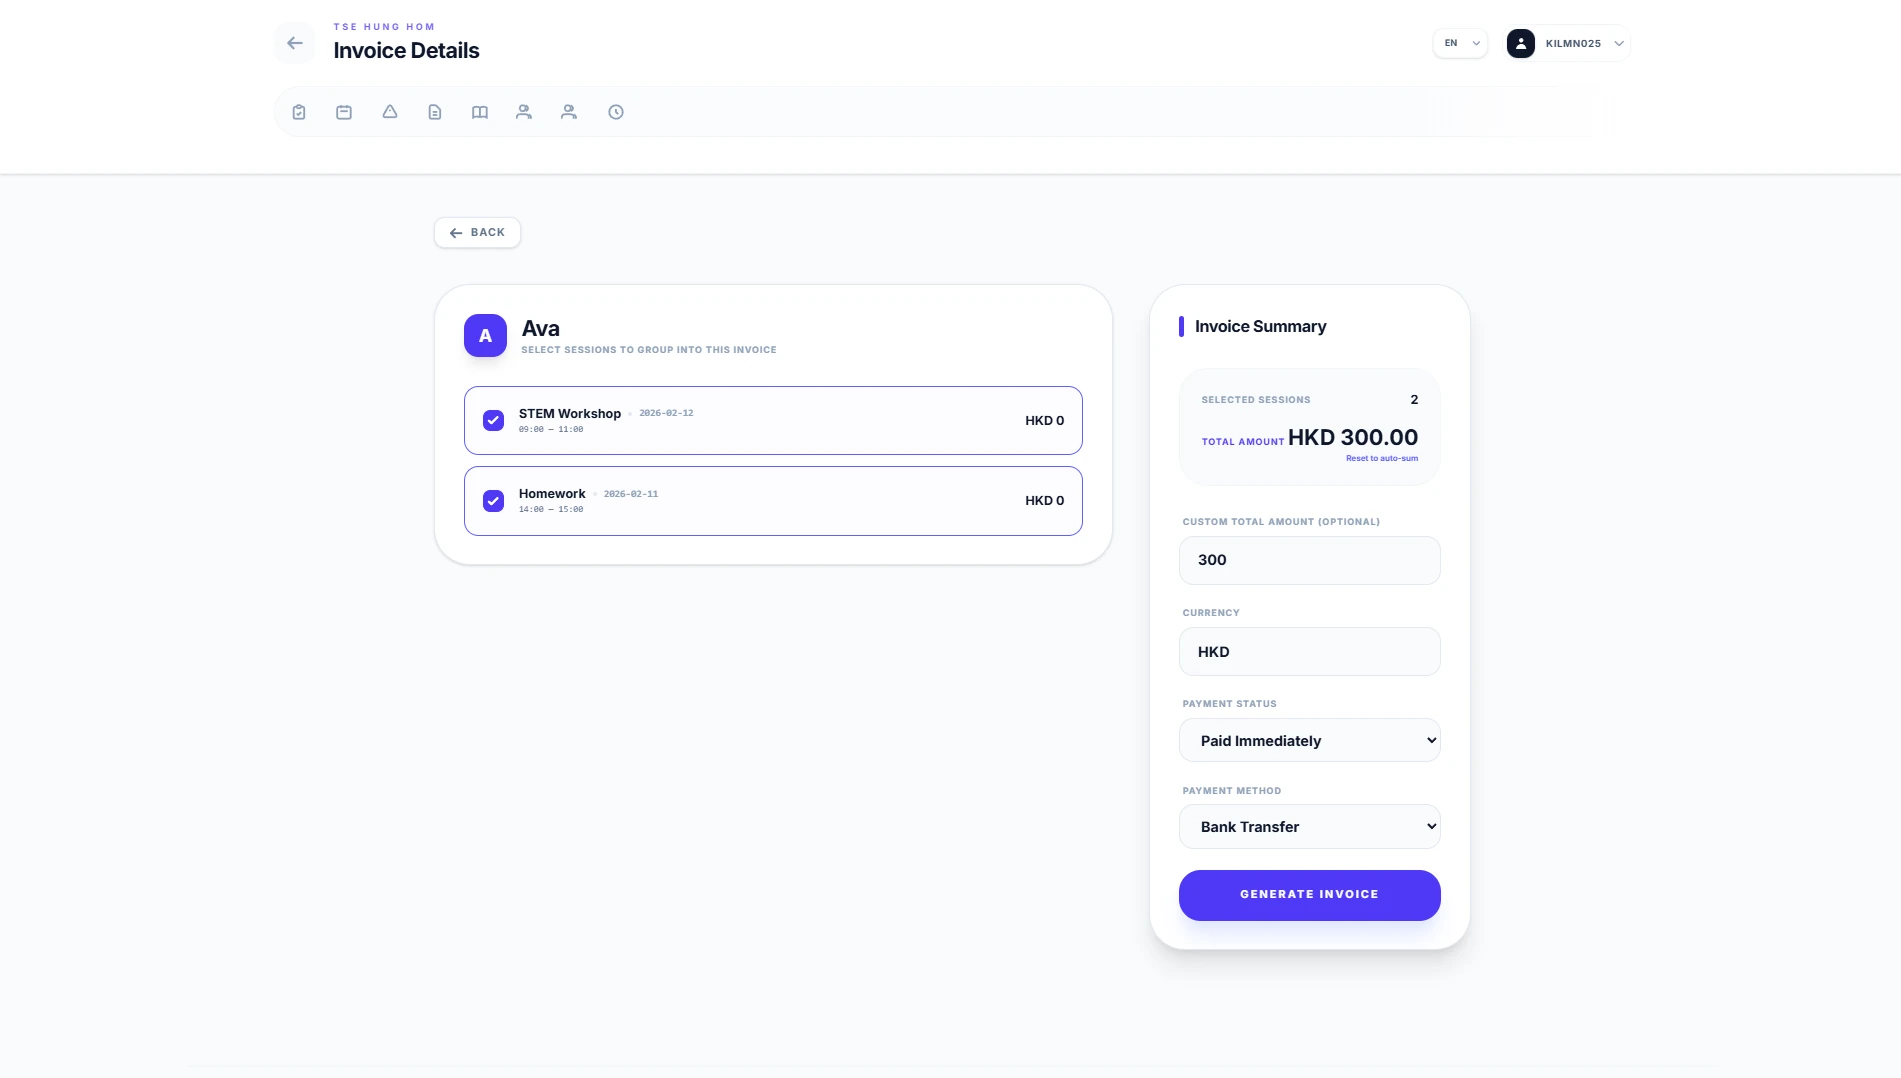 TSE HUNG HOM
Invoice Details
EN
KILMN025
BACK
A
Ava
SELECT SESSIONS TO GROUP INTO THIS INVOICE
STEM Workshop • 2026-02-12
09:00 — 11:00
HKD 0
Homework • 2026-02-11
14:00 — 15:00
HKD 0
Invoice Summary
SELECTED SESSIONS 2
TOTAL AMOUNT HKD 300.00
Reset to auto-sum
CUSTOM TOTAL AMOUNT (OPTIONAL)
300
CURRENCY
HKD
PAYMENT STATUS
Paid Immediately
PAYMENT METHOD
Bank Transfer
GENERATE INVOICE